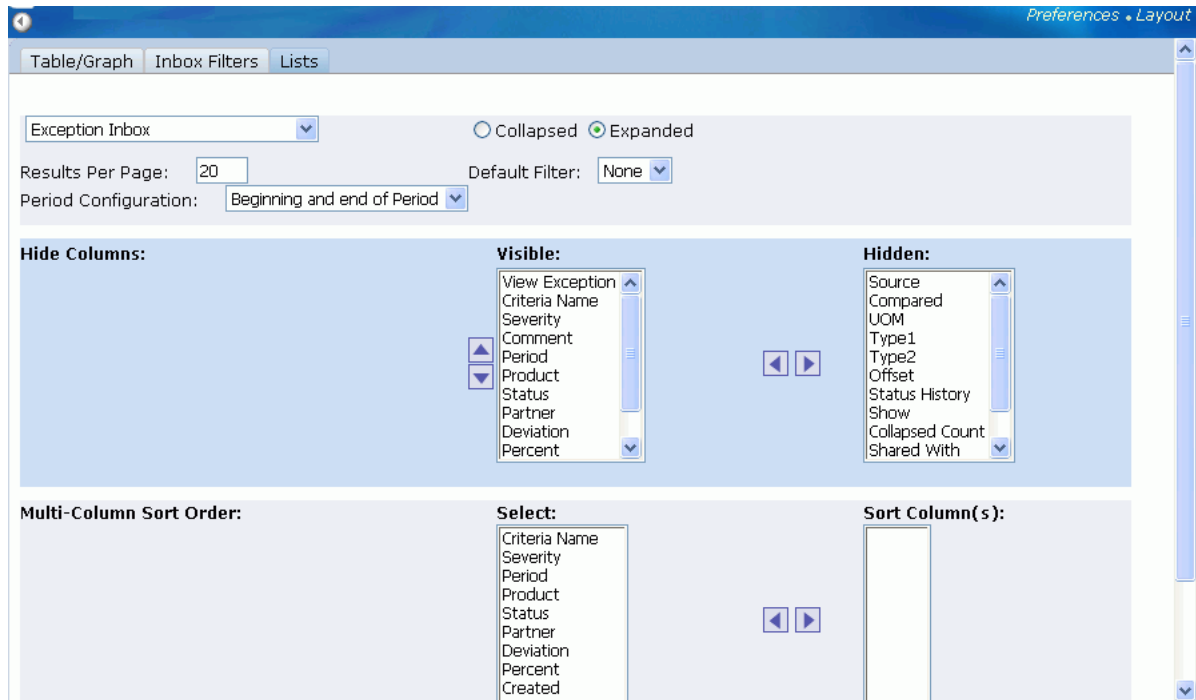 Preferences • Layout
Table/Graph Inbox Filters Lists
Exception Inbox Collapsed Expanded
Results Per Page: 20 Default Filter: None
Period Configuration: Beginning and end of Period
Hide Columns: Visible: Hidden:
View Exception Source
Criteria Name Compared
Severity UOM
Comment Type1
Period Type2
Product Offset
Status Status History
Partner Show
Deviation Collapsed Count
Percent Shared With
Multi-Column Sort Order: Select: Sort Column(s):
Criteria Name
Severity
Period
Product
Status
Partner
Deviation
Percent
Created